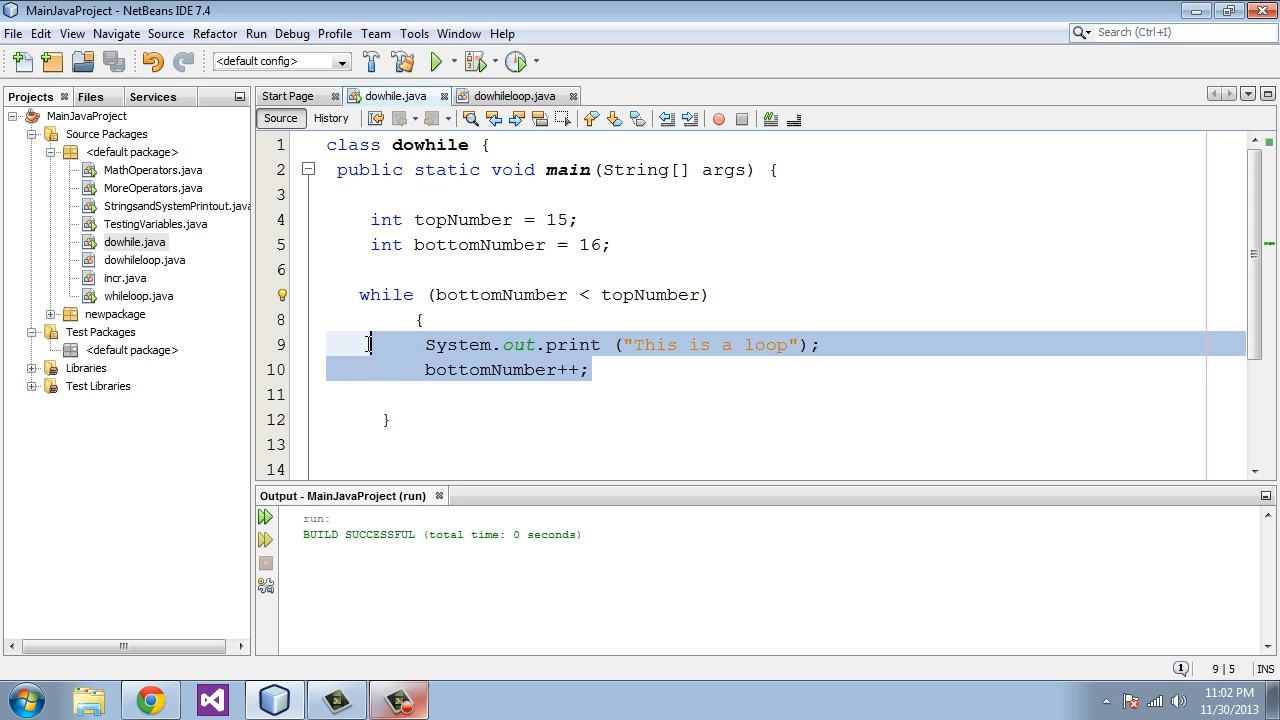 MainJavaProject - NetBeans IDE 7.4
File Edit View Navigate Source Refactor Run Debug Profile Team Tools Window Help
Search (Ctrl+I)
<default config>
Projects Files Services
Start Page dowhile.java dowhileloop.java
Source History
MainJavaProject
Source Packages
<default package>
MathOperators.java
MoreOperators.java
StringsandSystemPrintout.java
TestingVariables.java
dowhile.java
dowhileloop.java
incr.java
whileloop.java
newpackage
Test Packages
<default package>
Libraries
Test Libraries
1 class dowhile {
2 public static void main(String[] args) {
3
4 int topNumber = 15;
5 int bottomNumber = 16;
6
while (bottomNumber < topNumber)
8 {
9 System.out.print ("This is a loop");
10 bottomNumber++;
11
12 }
13
14
Output - MainJavaProject (run)
run:
BUILD SUCCESSFUL (total time: 0 seconds)
1 9 | 5 INS
11:02 PM
11/30/2013